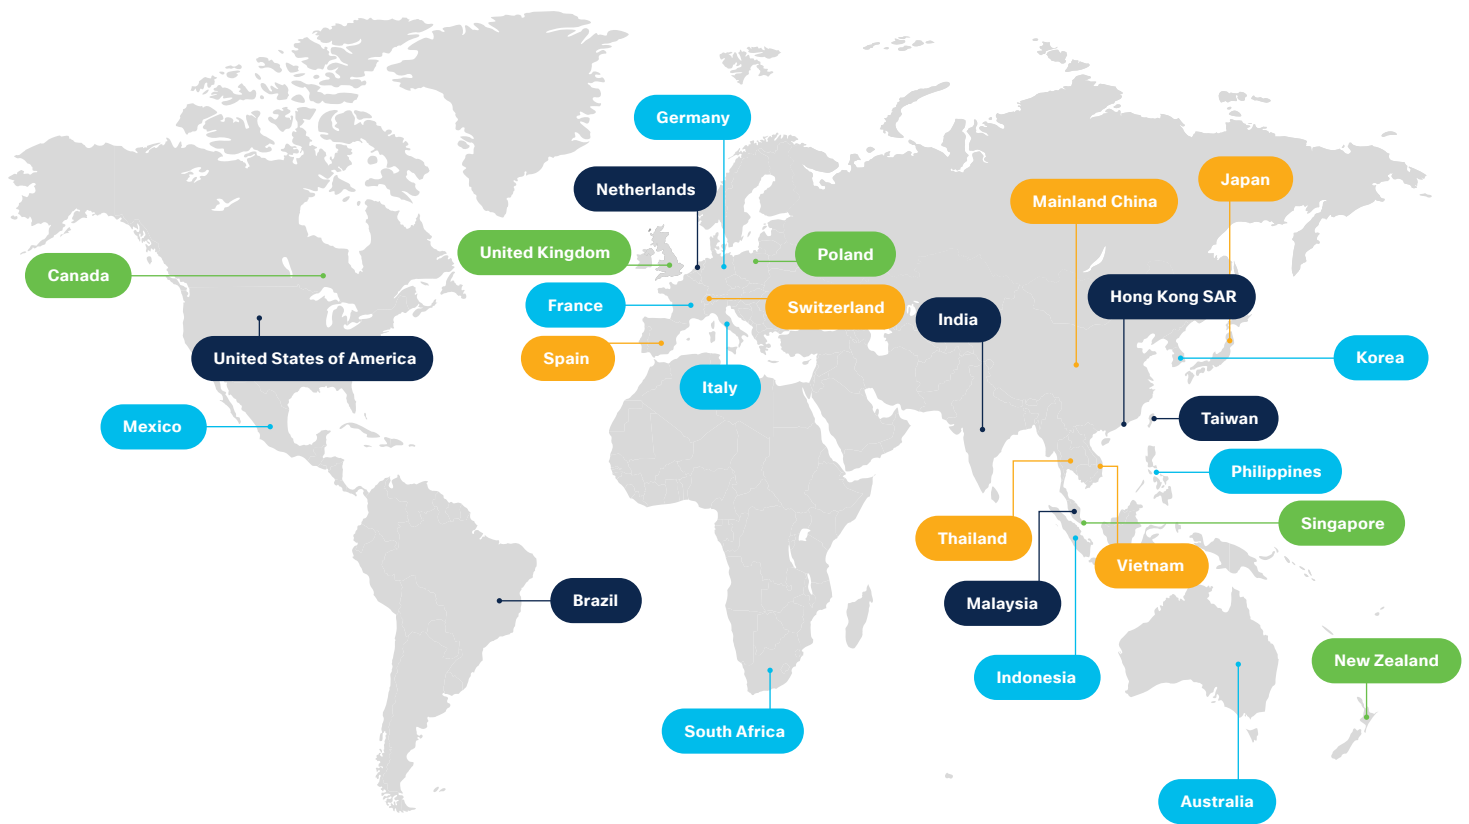 Germany
Netherlands
Japan
Mainland China
United Kingdom
Poland
Canada
Hong Kong SAR
France
Switzerland
India
United States of America
Spain
Korea
Italy
Mexico
Taiwan
Philippines
Singapore
Thailand
Vietnam
Brazil
Malaysia
New Zealand
Indonesia
South Africa
Australia